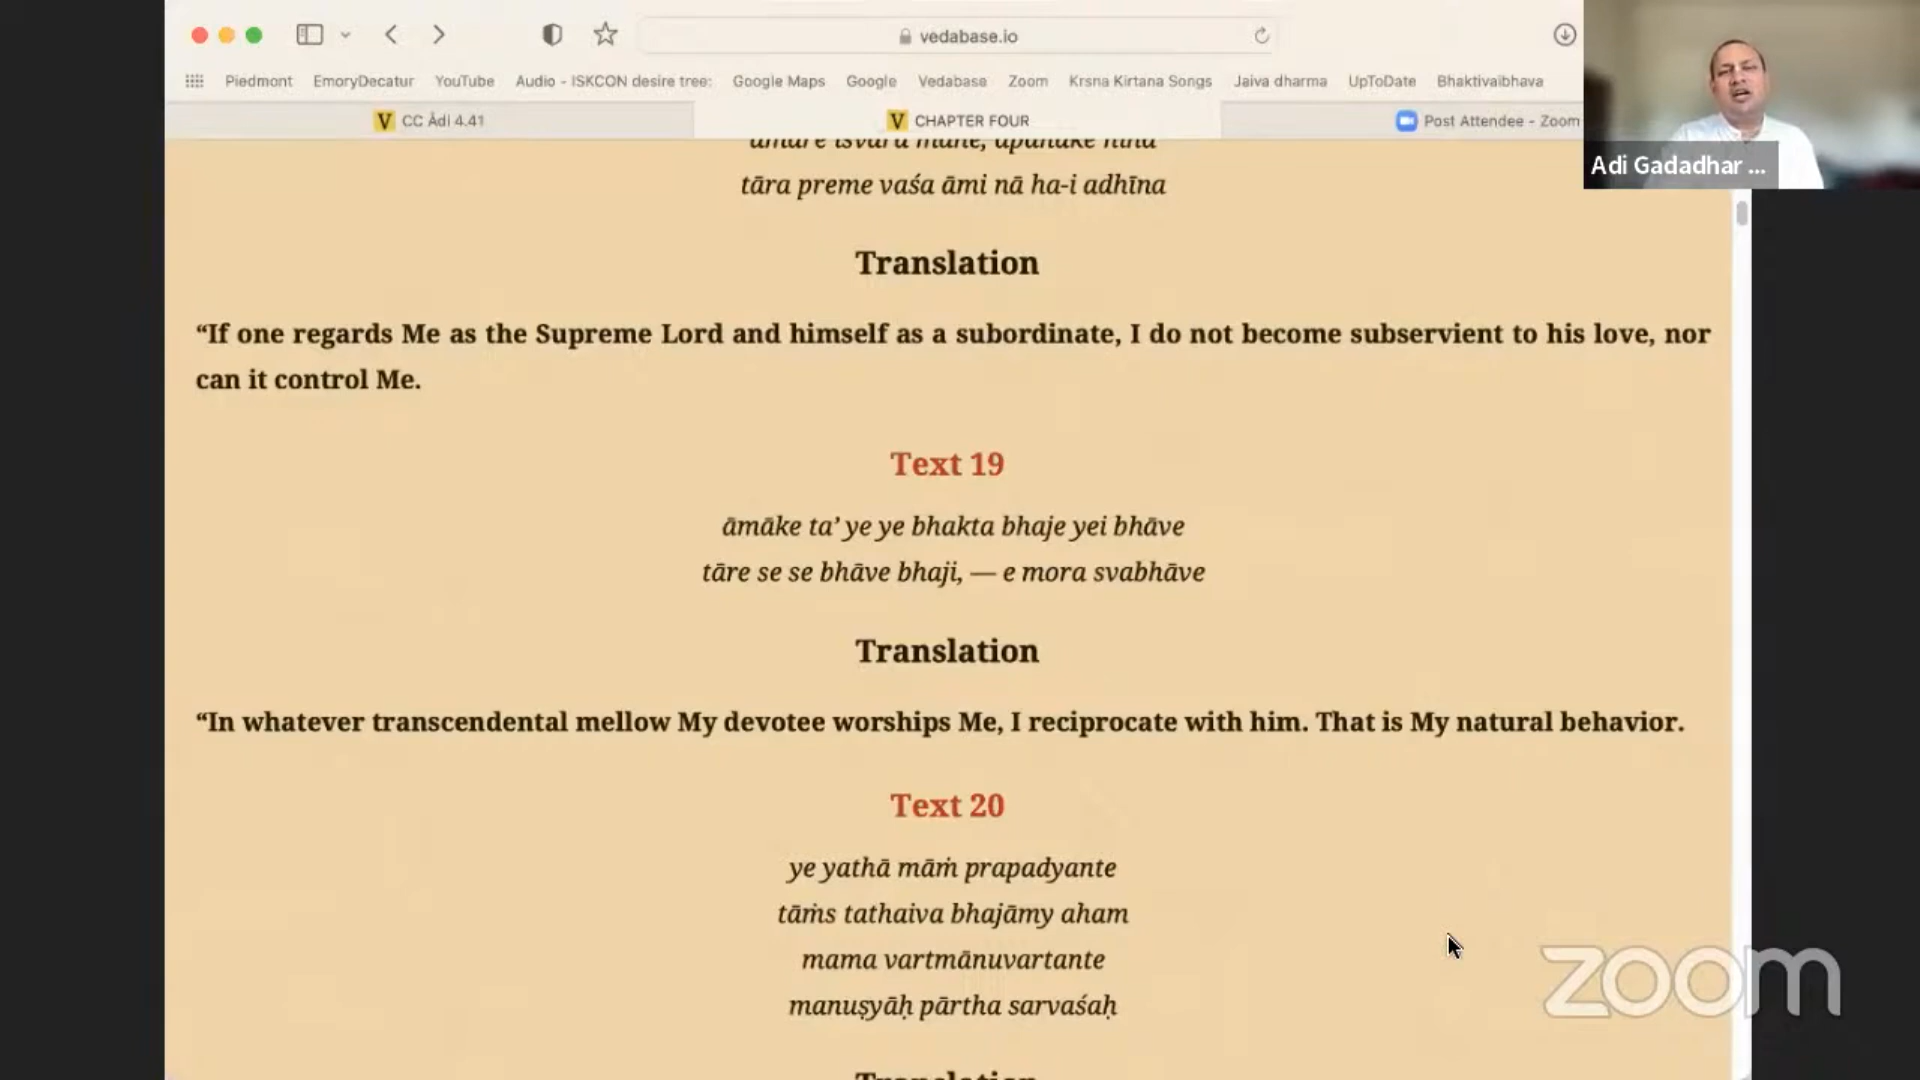 vedabase.io
Piedmont EmoryDecatur YouTube Audio - ISKCON desire tree: Google Maps Google Vedabase Zoom Krsna Kirtana Songs Jaiva dharma UpToDate Bhaktivaibhava
V CC Ādi 4.41 V CHAPTER FOUR Post Attendee - Zoom
Adi Gadadhar ...
tāra preme vaśa āmi nā ha-i adhīna
Translation
“If one regards Me as the Supreme Lord and himself as a subordinate, I do not become subservient to his love, nor
can it control Me.
Text 19
āmāke ta’ ye ye bhakta bhaje yei bhāve
tāre se se bhāve bhaji, — e mora svabhāve
Translation
“In whatever transcendental mellow My devotee worships Me, I reciprocate with him. That is My natural behavior.
Text 20
ye yathā māṁ prapadyante
tāṁs tathaiva bhajāmy aham
mama vartmānuvartante
manuṣyāḥ pārtha sarvaśaḥ
zoom